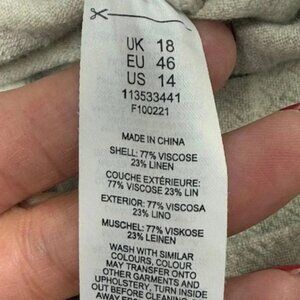 UK 18
EU 46
US 14
113533441
F100221
MADE IN CHINA
SHELL: 77% VISCOSE
23% LINEN
COUCHE EXTÉRIEURE:
77% VISCOSE 23% LIN
EXTERIOR: 77% VISCOSA
23% LINO
MUSCHEL: 77% VISKOSE
23% LEINEN
WASH WITH SIMILAR
COLOURS, COLOUR
MAY TRANSFER ONTO
OTHER GARMENTS AND
UPHOLSTERY, TURN INSIDE
OUT BEFORE CLEANING